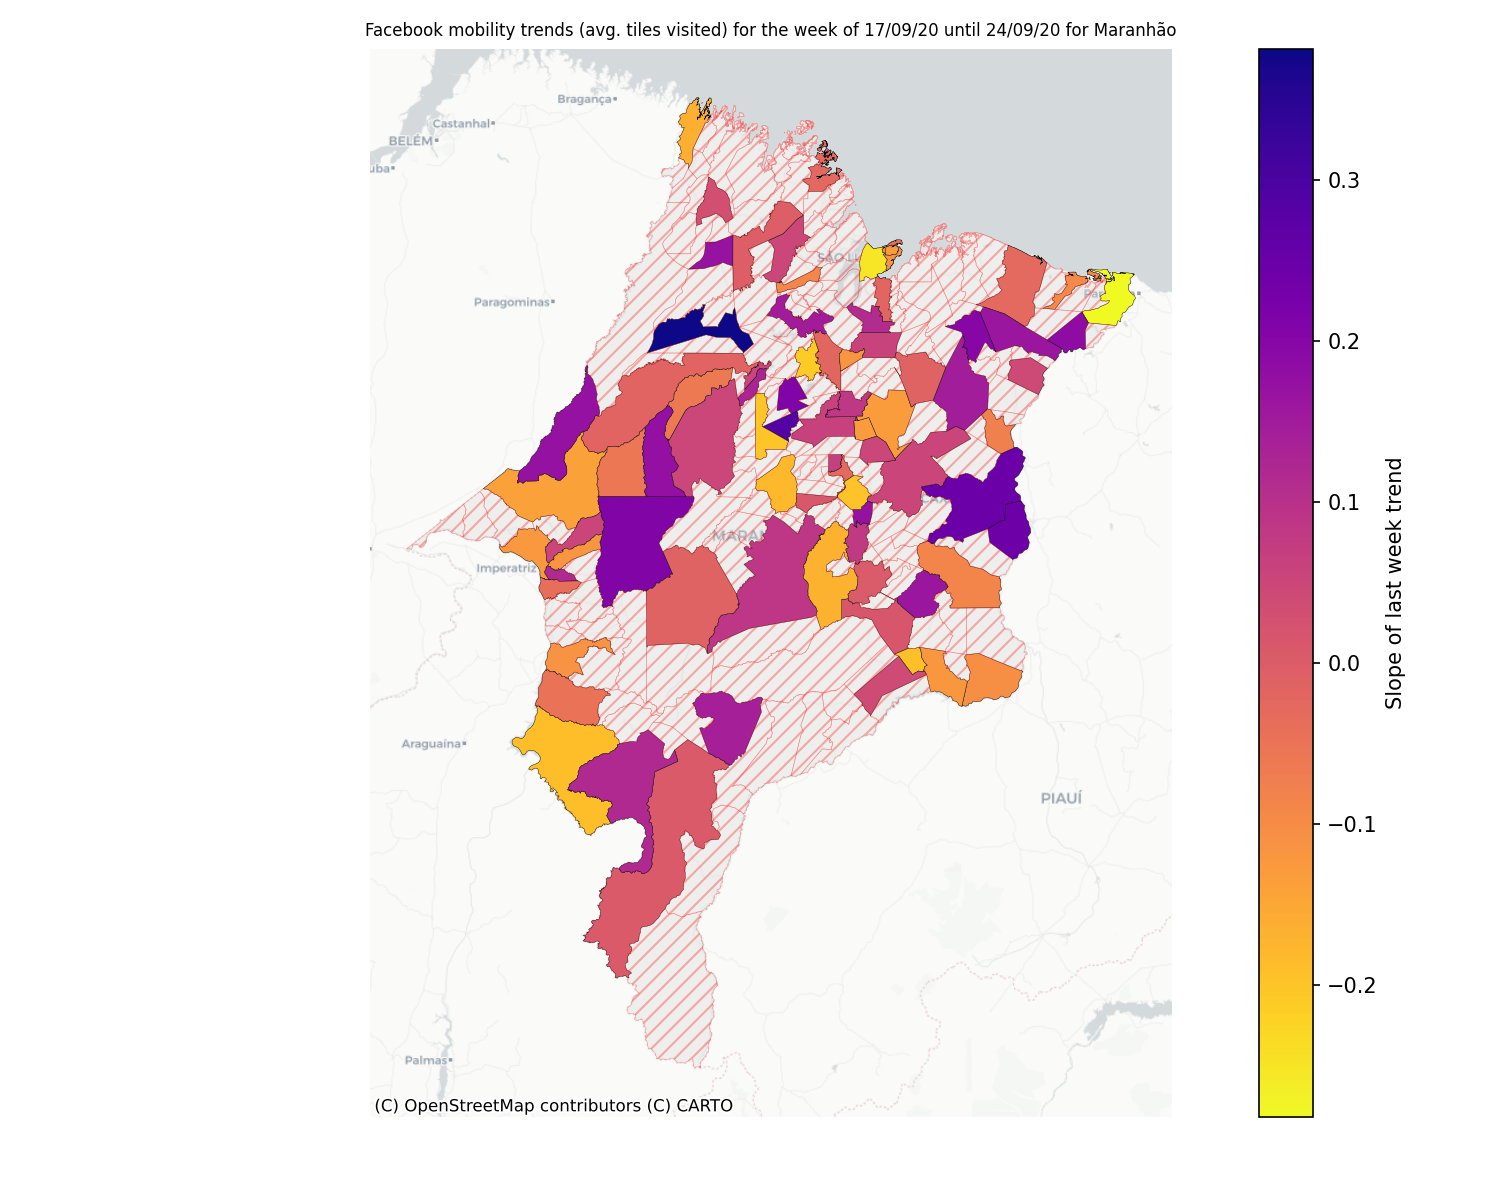 Facebook mobility trends (avg. tiles visited) for the week of 17/09/20 until 24/09/20 for Maranhão
Bragança
Castanhal
BELÉM
uba
SÃO LU
Paragominas
Pa
MARAN
Imperatriz
Araguaína
PIAUÍ
Palmas
(C) OpenStreetMap contributors (C) CARTO
0.3
0.2
0.1
0.0
−0.1
−0.2
Slope of last week trend